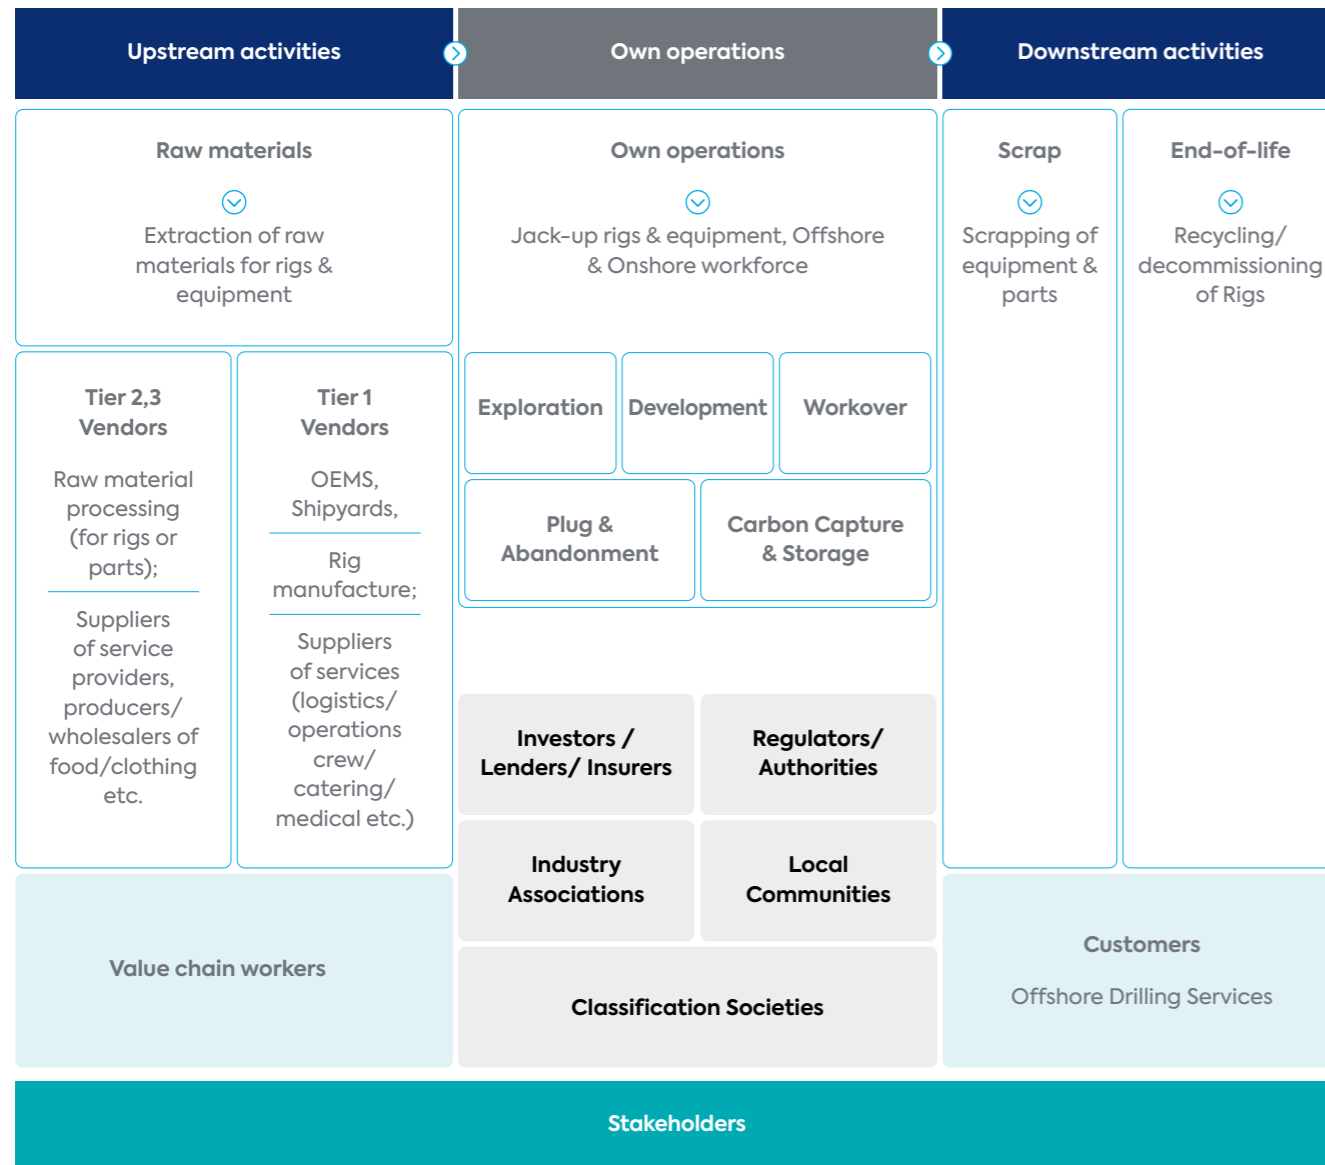 Upstream activities
Own operations
Downstream activities
Raw materials
Extraction of raw
materials for rigs &
equipment
Own operations
Jack-up rigs & equipment, Offshore
& Onshore workforce
Scrap
Scrapping of
equipment &
parts
End-of-life
Recycling/
decommissioning
of Rigs
Tier 2,3
Vendors
Raw material
processing
(for rigs or
parts);
Suppliers
of service
providers,
producers/
wholesalers of
food/clothing
etc.
Tier 1
Vendors
OEMS,
Shipyards,
Rig
manufacture;
Suppliers
of services
(logistics/
operations
crew/
catering/
medical etc.)
Exploration
Development
Workover
Plug &
Abandonment
Carbon Capture
& Storage
Investors /
Lenders/ Insurers
Regulators/
Authorities
Industry
Associations
Local
Communities
Classification Societies
Value chain workers
Customers
Offshore Drilling Services
Stakeholders